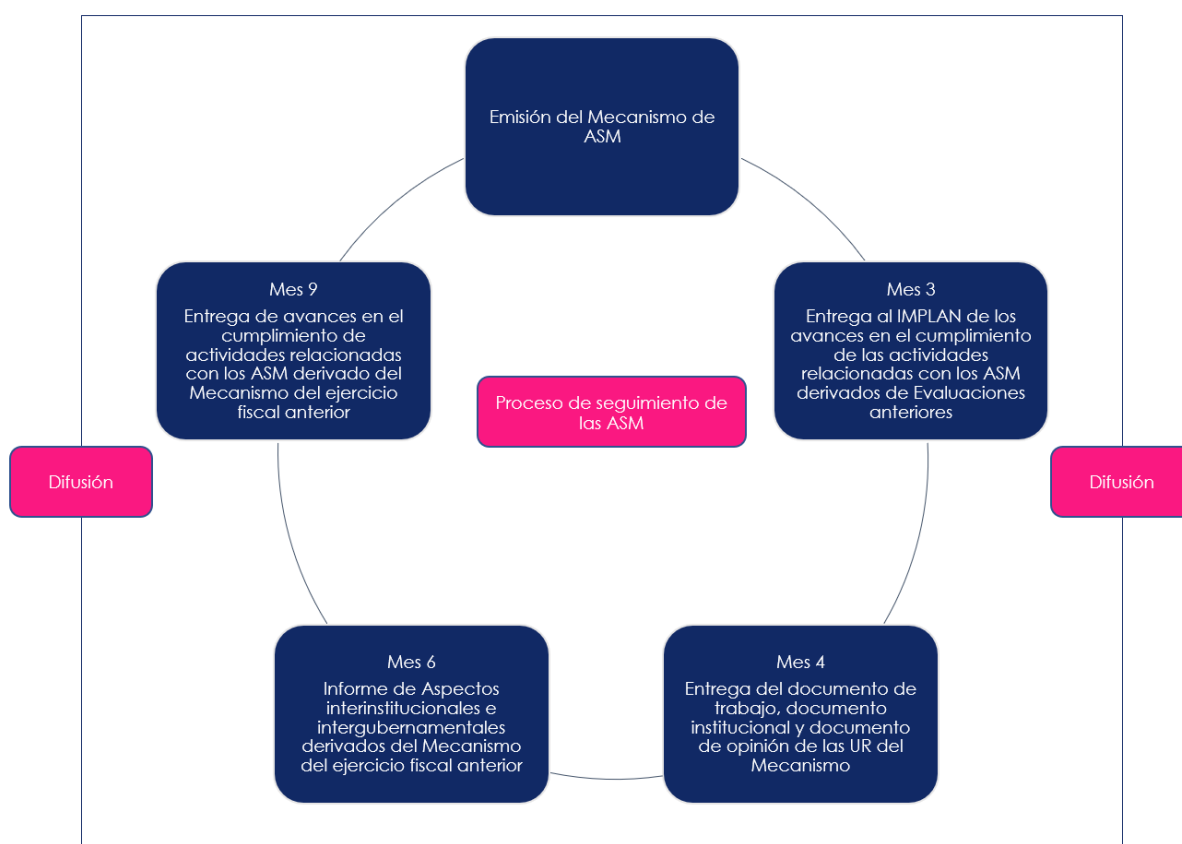 Emisión del Mecanismo de
ASM
Mes 9
Entrega de avances en el
cumplimiento de
actividades relacionadas
con los ASM derivado del
Mecanismo del ejercicio
fiscal anterior
Mes 3
Entrega al IMPLAN de los
avances en el cumplimiento
de las actividades
relacionadas con los ASM
derivados de Evaluaciones
anteriores
Proceso de seguimiento de
las ASM
Difusión
Difusión
Mes 6
Informe de Aspectos
interinstitucionales e
intergubernamentales
derivados del Mecanismo
del ejercicio fiscal anterior
Mes 4
Entrega del documento de
trabajo, documento
institucional y documento
de opinión de las UR del
Mecanismo